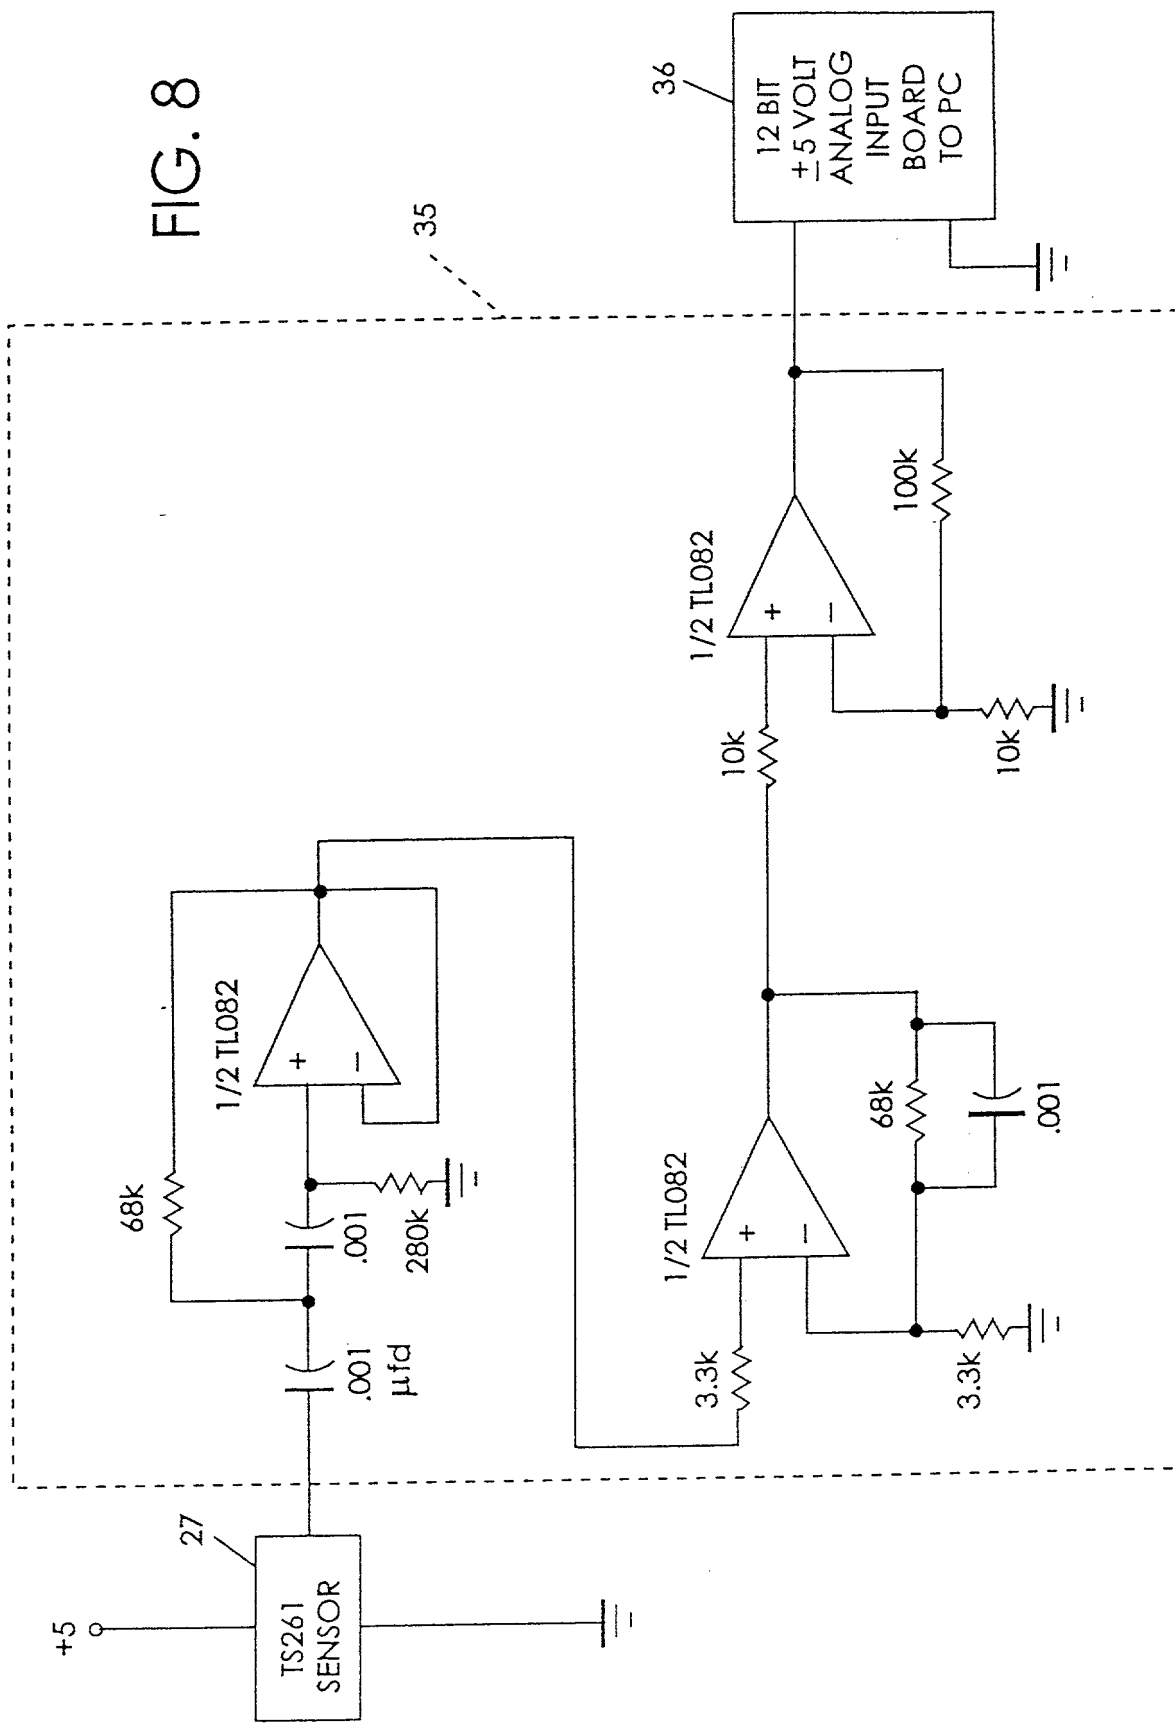 FIG. 8
+5
27
TS261
SENSOR
35
.001
µfd
68k
.001
280k
1/2 TL082
+
−
3.3k
1/2 TL082
+
−
3.3k
68k
.001
10k
1/2 TL082
+
−
10k
100k
36
12 BIT
±5 VOLT
ANALOG
INPUT
BOARD
TO PC